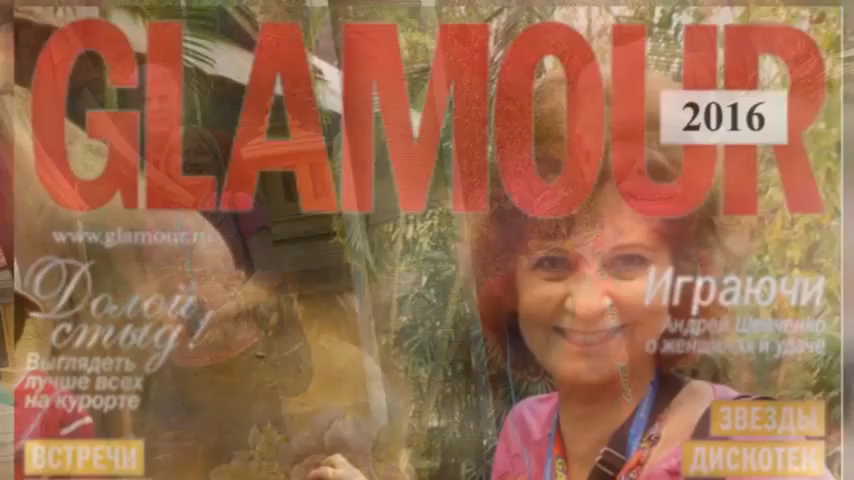 GLAMOUR
2016
www.glamour.ru
Долой
стыд!
Выглядеть
лучше всех
на курорте
ВСТРЕЧИ
Играючи
Андрей Шевченко
о женщинах и удаче
ЗВЕЗДЫ
ДИСКОТЕК